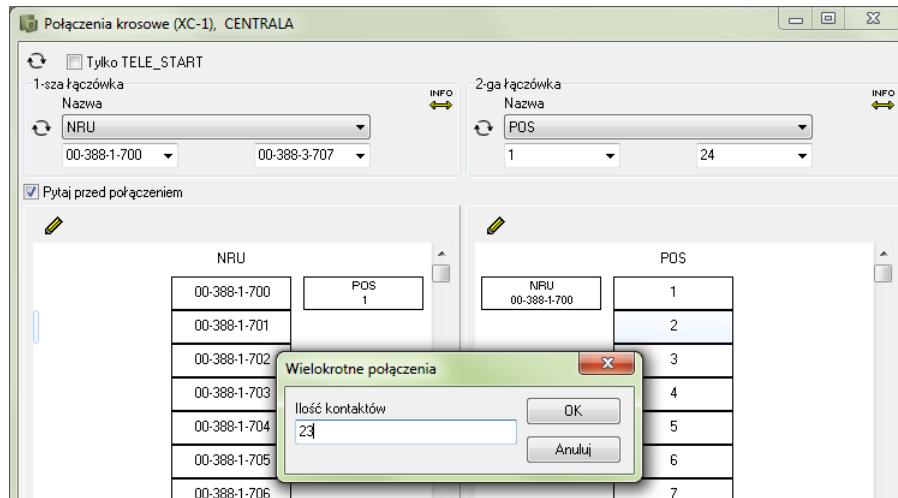 Połączenia krosowe (XC-1), CENTRALA
Tylko TELE_START
1-sza łączówka
INFO
Nazwa
NRU
00-388-1-700
00-388-3-707
2-ga łączówka
INFO
Nazwa
POS
1
24
Pytaj przed połączeniem
NRU
00-388-1-700
POS
1
00-388-1-701
00-388-1-702
00-388-1-703
00-388-1-704
00-388-1-705
00-388-1-706
POS
NRU
00-388-1-700
1
2
3
4
5
6
7
Wielokrotne połączenia
Ilość kontaktów
23
OK
Anuluj